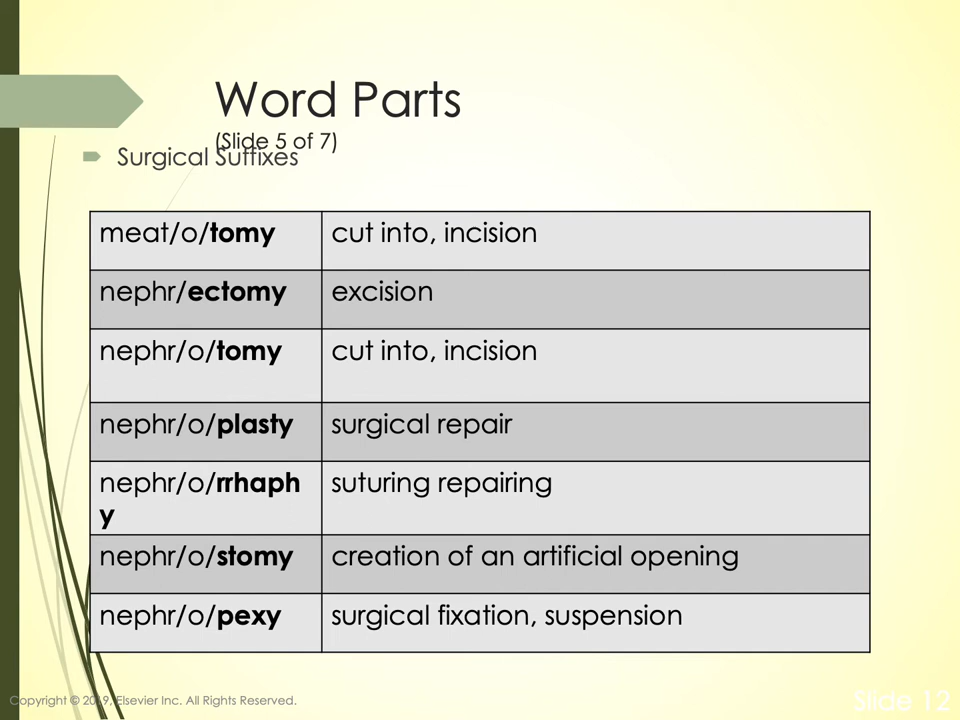 Word Parts
(Slide 5 of 7)
Surgical Suffixes
meat/o/tomy cut into, incision
nephr/ectomy excision
nephr/o/tomy cut into, incision
nephr/o/plasty surgical repair
nephr/o/rrhaph suturing repairing
y
nephr/o/stomy creation of an artificial opening
nephr/o/pexy surgical fixation, suspension
Copyright © 2019, Elsevier Inc. All Rights Reserved.
Slide 12